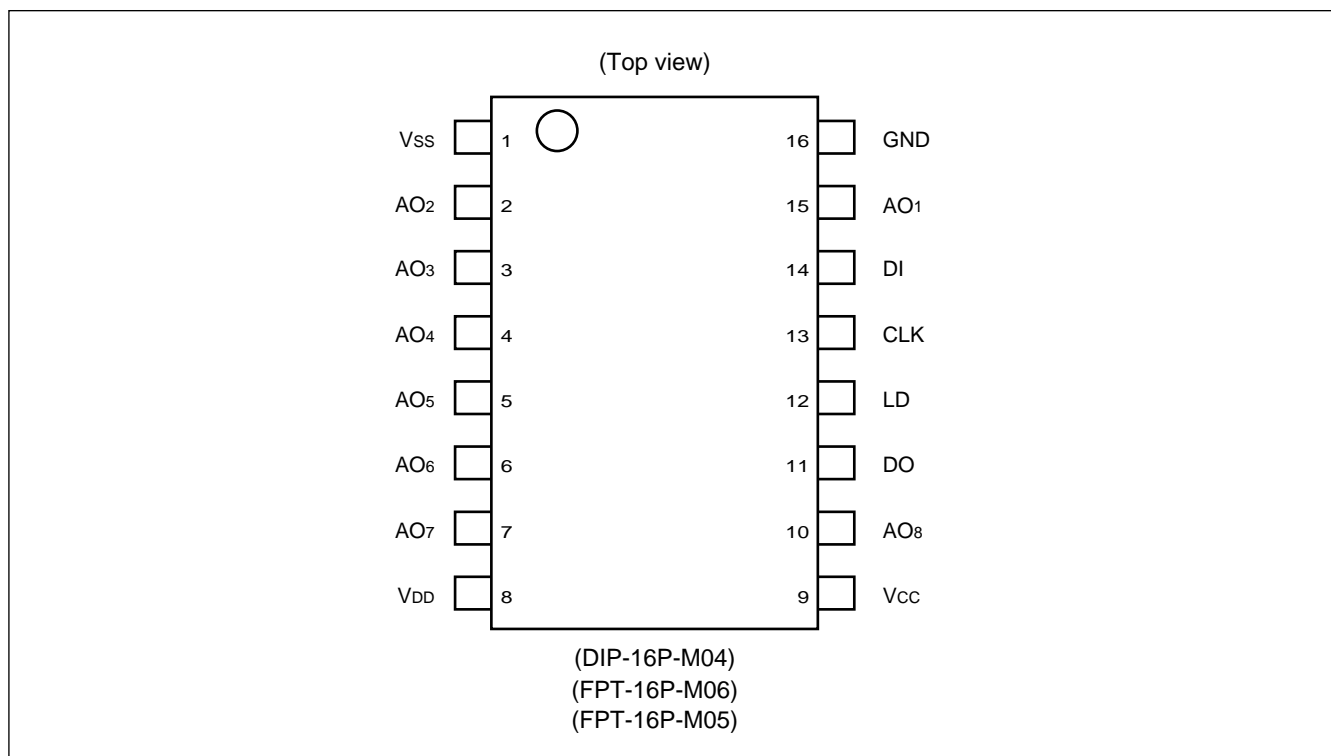 (Top view)
VSS 1 16 GND
AO2 2 15 AO1
AO3 3 14 DI
AO4 4 13 CLK
AO5 5 12 LD
AO6 6 11 DO
AO7 7 10 AO8
VDD 8 9 VCC
(DIP-16P-M04)
(FPT-16P-M06)
(FPT-16P-M05)